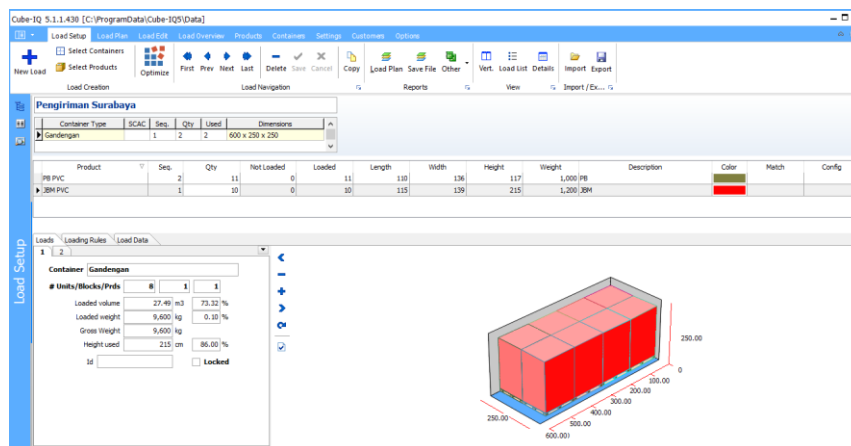 Cube-IQ 5.1.1.430 [C:\ProgramData\Cube-IQ5\Data]
Load Setup Load Plan Load Edit Load Overview Products Containers Settings Customers Options
New Load Select Containers Select Products Optimize First Prev Next Last Delete Save Cancel Copy Load Plan Save File Other Vert. Load List Details Import Export
Load Creation Load Navigation Reports View Import / Ex...
Pengiriman Surabaya
Container Type SCAC Seq. Qty Used Dimensions
Gandengan 1 2 2 600 x 250 x 250
Product Seq. Qty Not Loaded Loaded Length Width Height Weight Description Color Match Config
PB PVC 2 11 0 11 110 136 117 1,000 PB
JBM PVC 1 10 0 10 115 139 215 1,200 JBM
Load Setup
Loads Loading Rules Load Data
1 2
Container Gandengan
# Units/Blocks/Prds 8 1 1
Loaded volume 27.49 m3 73.32 %
Loaded weight 9,600 kg 0.10 %
Gross Weight 9,600 kg
Height used 215 cm 86.00 %
Id Locked
250.00
0
100.00
200.00
300.00
400.00
500.00
600.00)
250.00